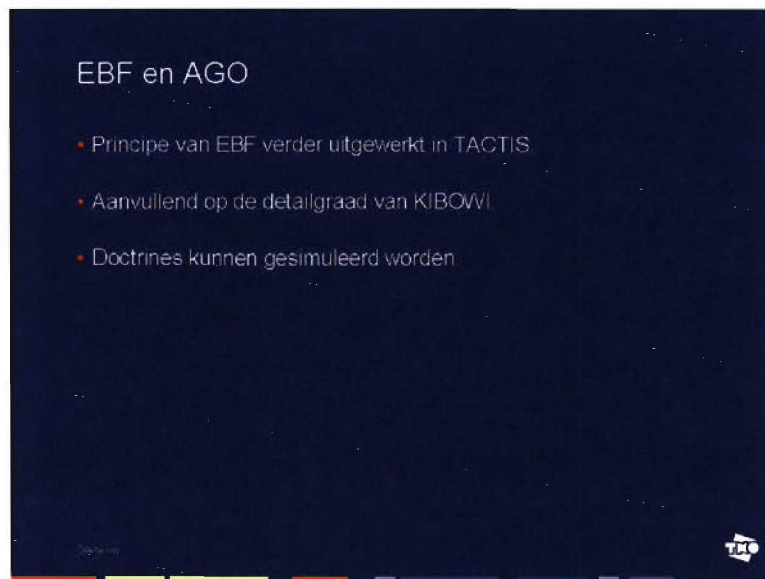 EBF en AGO
• Principe van EBF verder uitgewerkt in TACTIS.
• Aanvullend op de detailgraad van KIBOWI.
• Doctrines kunnen gesimuleerd worden.
TNO